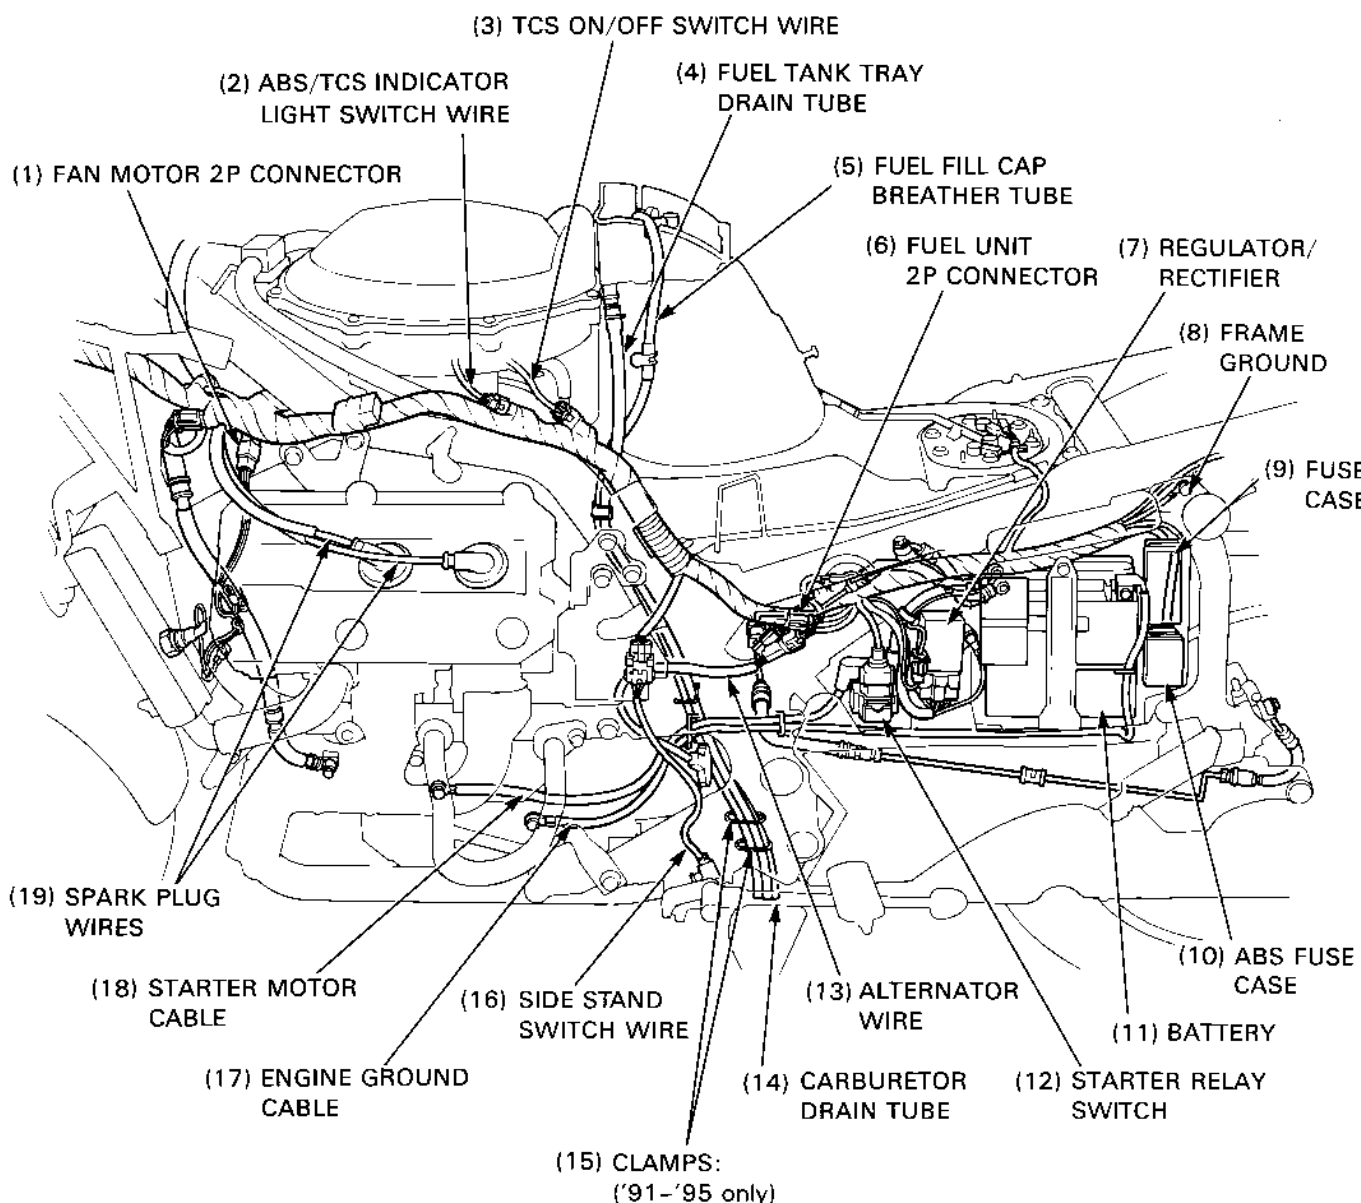 (3) TCS ON/OFF SWITCH WIRE
(2) ABS/TCS INDICATOR
LIGHT SWITCH WIRE
(4) FUEL TANK TRAY
DRAIN TUBE
(1) FAN MOTOR 2P CONNECTOR
(5) FUEL FILL CAP
BREATHER TUBE
(6) FUEL UNIT
2P CONNECTOR
(7) REGULATOR/
RECTIFIER
(8) FRAME
GROUND
(9) FUSE
CASE
(10) ABS FUSE
CASE
(11) BATTERY
(12) STARTER RELAY
SWITCH
(13) ALTERNATOR
WIRE
(14) CARBURETOR
DRAIN TUBE
(15) CLAMPS:
('91–'95 only)
(16) SIDE STAND
SWITCH WIRE
(17) ENGINE GROUND
CABLE
(18) STARTER MOTOR
CABLE
(19) SPARK PLUG
WIRES